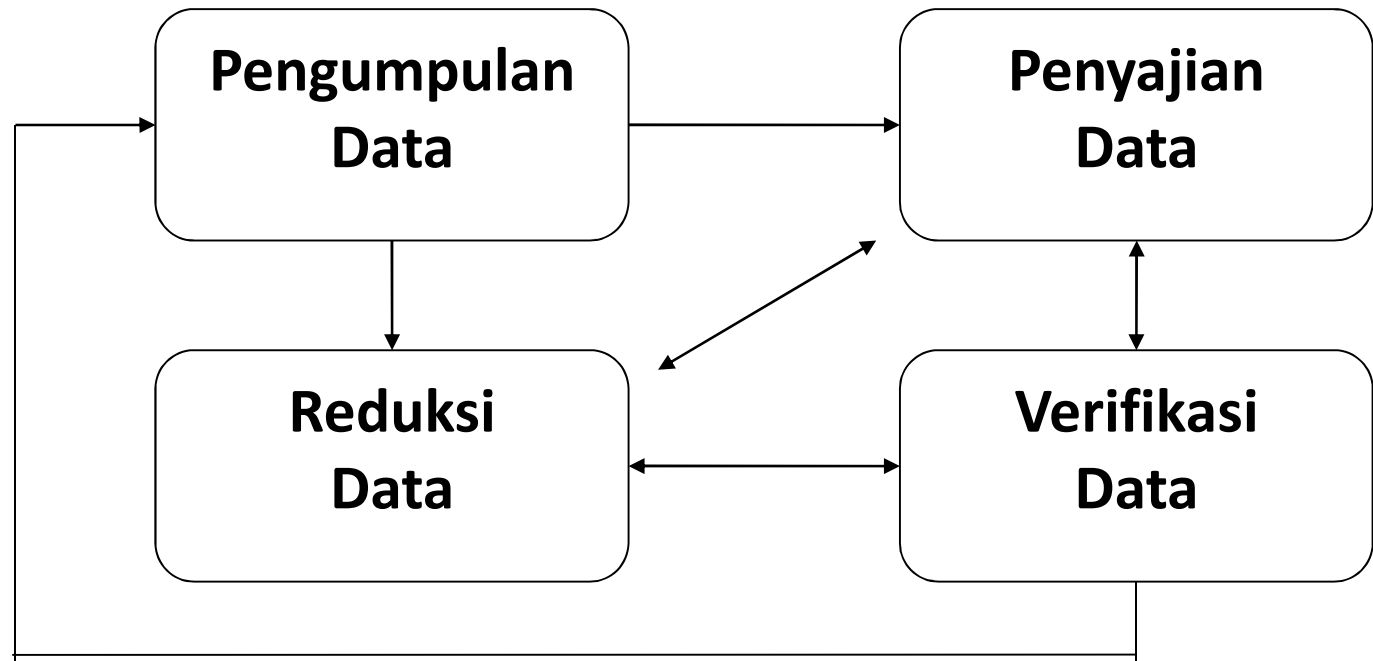 Pengumpulan
Data
Penyajian
Data
Reduksi
Data
Verifikasi
Data